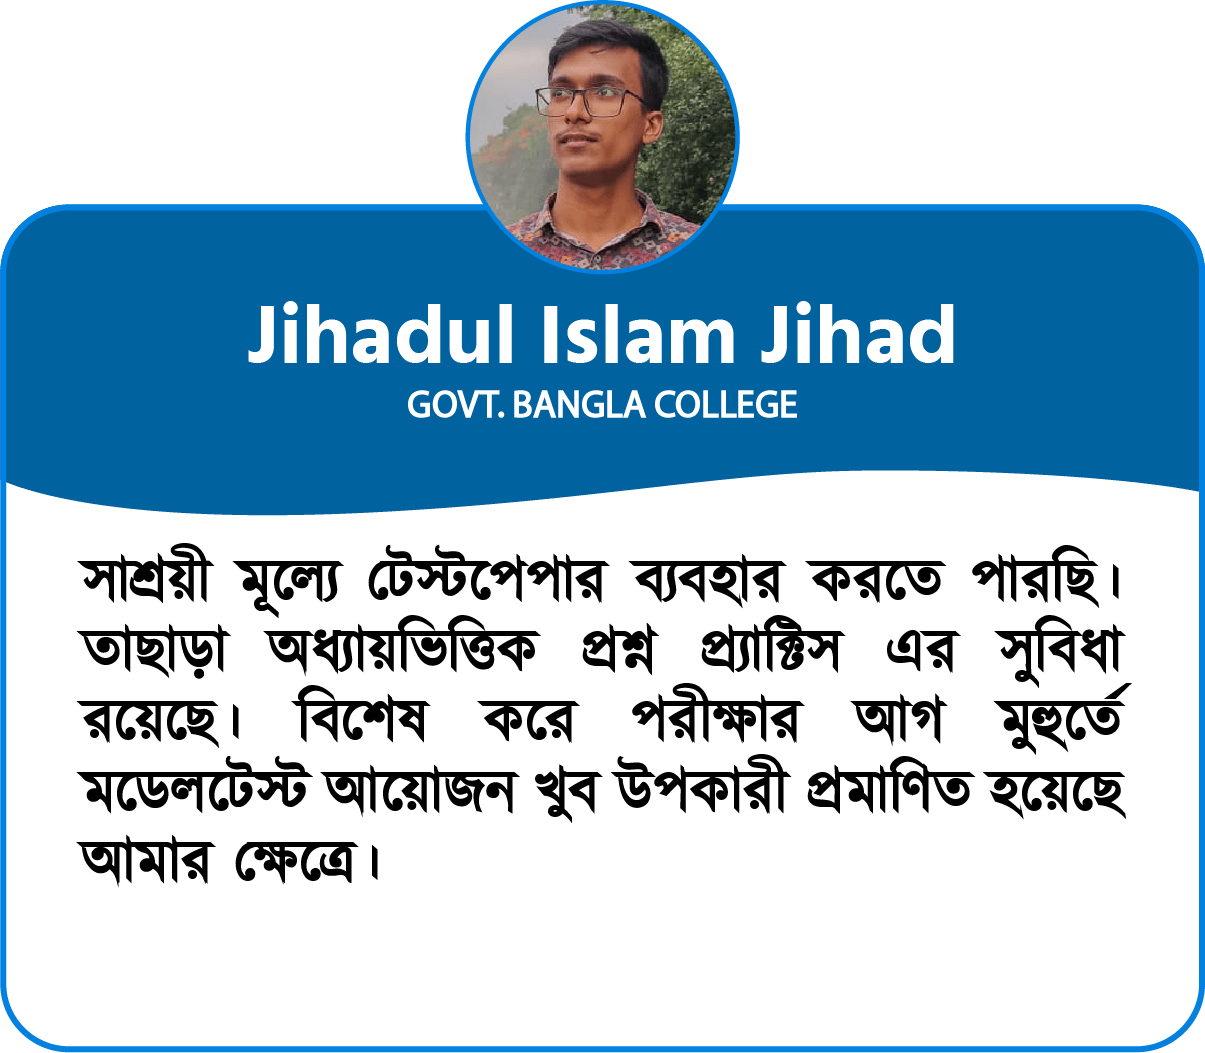 Jihadul Islam Jihad
GOVT. BANGLA COLLEGE
সাশ্রয়ী মূল্যে টেস্টপেপার ব্যবহার করতে পারছি।
তাছাড়া অধ্যায়ভিত্তিক প্রশ্ন প্র্যাক্টিস এর সুবিধা
রয়েছে। বিশেষ করে পরীক্ষার আগ মুহুর্তে
মডেলটেস্ট আয়োজন খুব উপকারী প্রমাণিত হয়েছে
আমার ক্ষেত্রে।